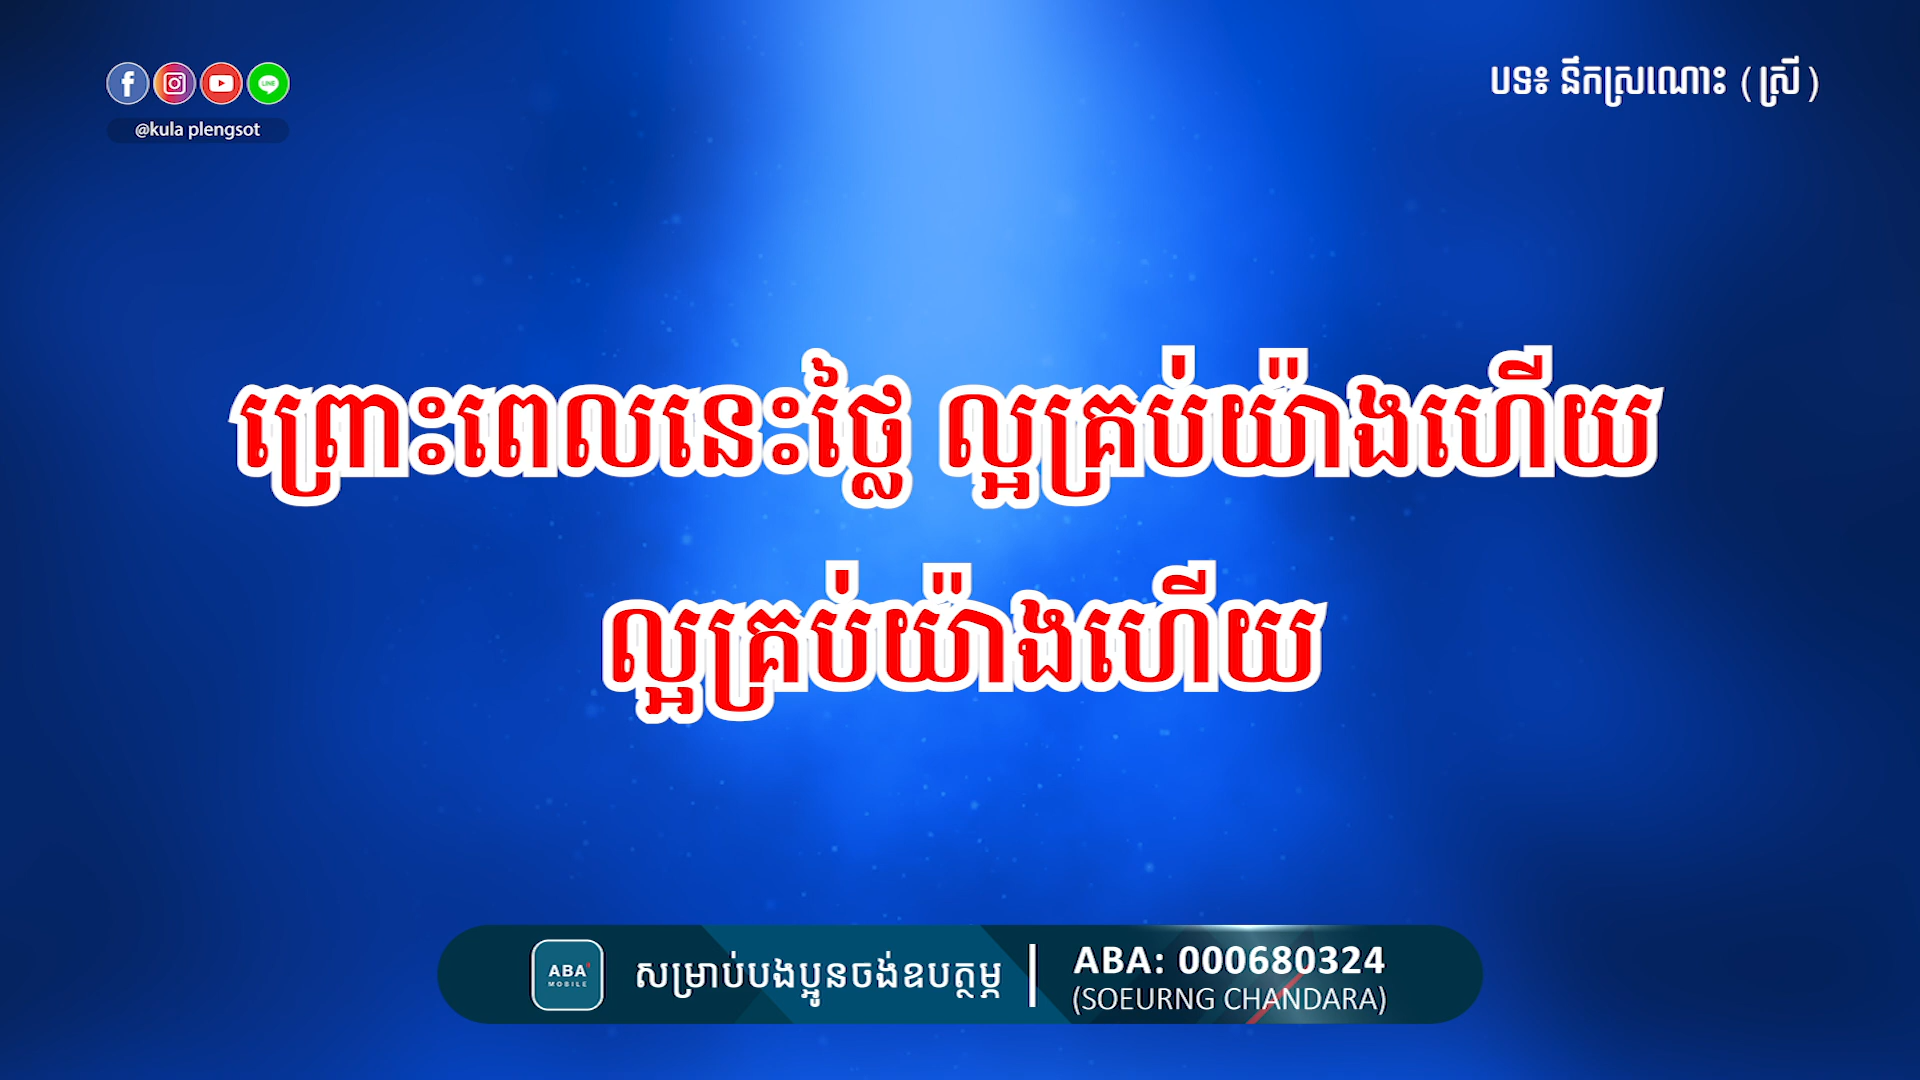 LINE
@kula plengsot
បទ៖ នឹកស្រណោះ (ស្រី)
ព្រោះពេលនេះថ្លៃ ល្អគ្រប់យ៉ាងហើយ
ល្អគ្រប់យ៉ាងហើយ
ABA'
MOBILE
សម្រាប់បងប្អូនចង់ឧបត្ថម្ភ
ABA: 000680324
(SOEURNG CHANDARA)